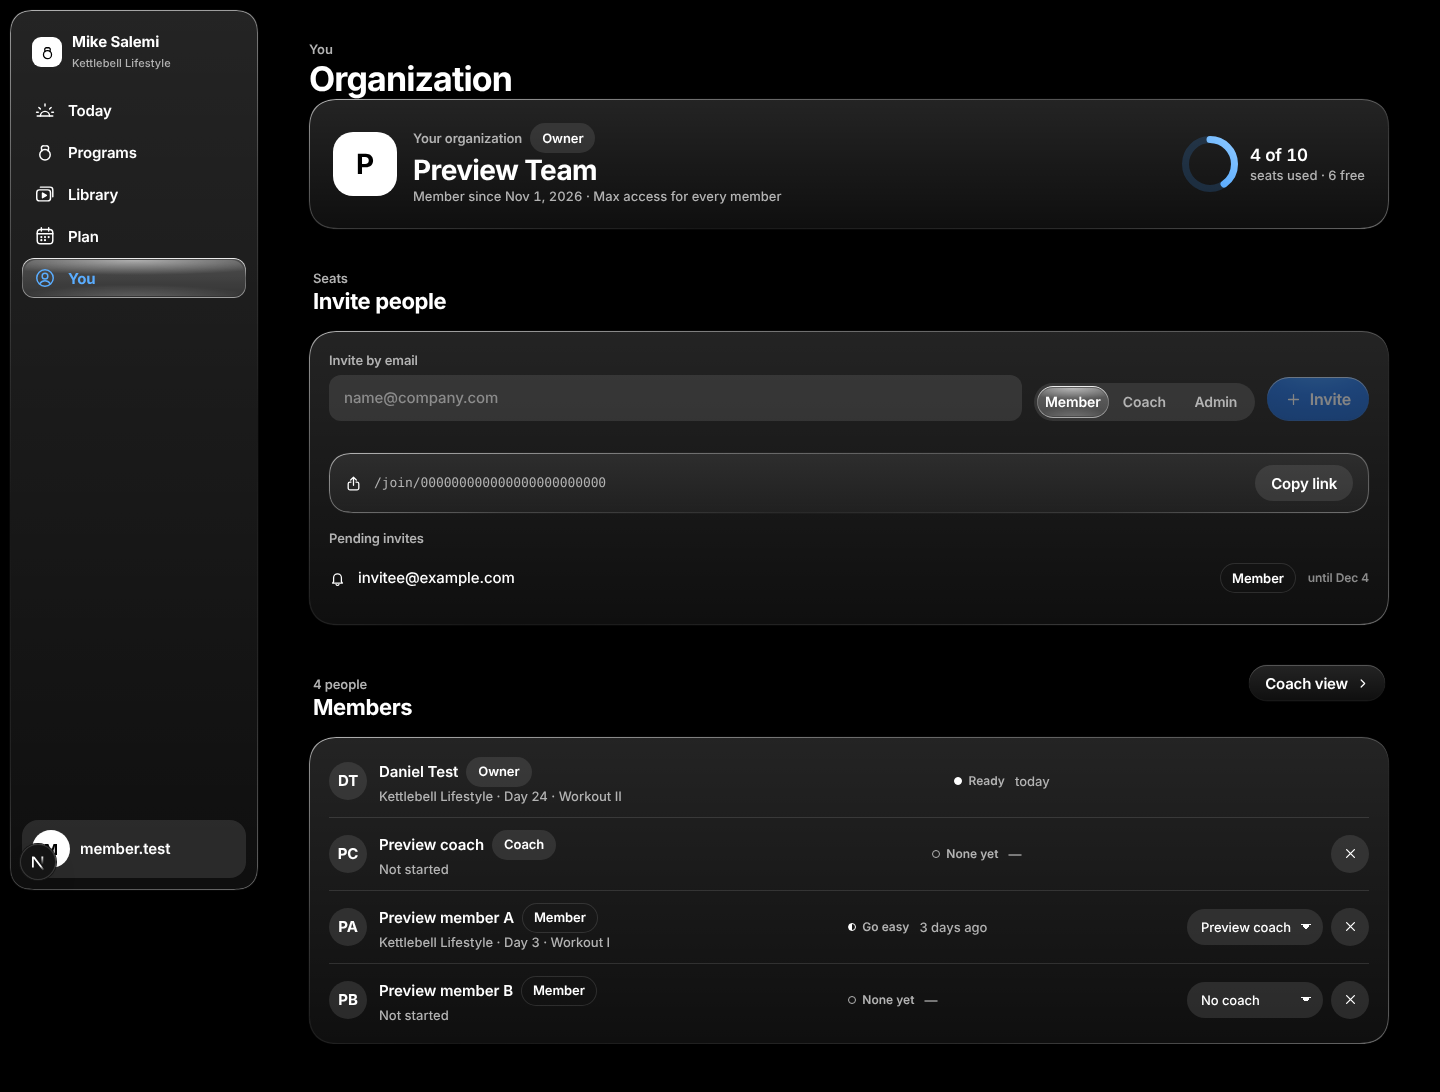 Mike Salemi
Kettlebell Lifestyle
Today
Programs
Library
Plan
You
M member.test
N
You
Organization
P
Your organization Owner
Preview Team
Member since Nov 1, 2026 · Max access for every member
4 of 10
seats used · 6 free
Seats
Invite people
Invite by email
name@company.com Member Coach Admin + Invite
/join/000000000000000000000000 Copy link
Pending invites
invitee@example.com Member until Dec 4
4 people
Members
Coach view
DT Daniel Test Owner Ready today
Kettlebell Lifestyle · Day 24 · Workout II
PC Preview coach Coach None yet —
Not started
PA Preview member A Member Go easy 3 days ago Preview coach
Kettlebell Lifestyle · Day 3 · Workout I
PB Preview member B Member None yet — No coach
Not started